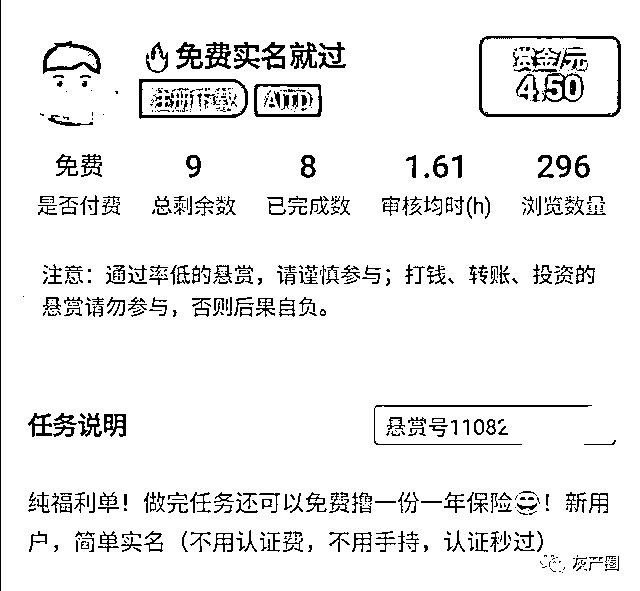 免费实名就过
赏金/元
注册下载
AITD
4.50
免费 9 8 1.61 296
是否付费 总剩余数 已完成数 审核均时(h) 浏览数量
注意：通过率低的悬赏，请谨慎参与；打钱、转账、投资的
悬赏请勿参与，否则后果自负。
任务说明
悬赏号11082
纯福利单！做完任务还可以免费撸一份一年保险😎！新用
户，简单实名（不用认证费，不用手持，认证秒过）
灰产圈